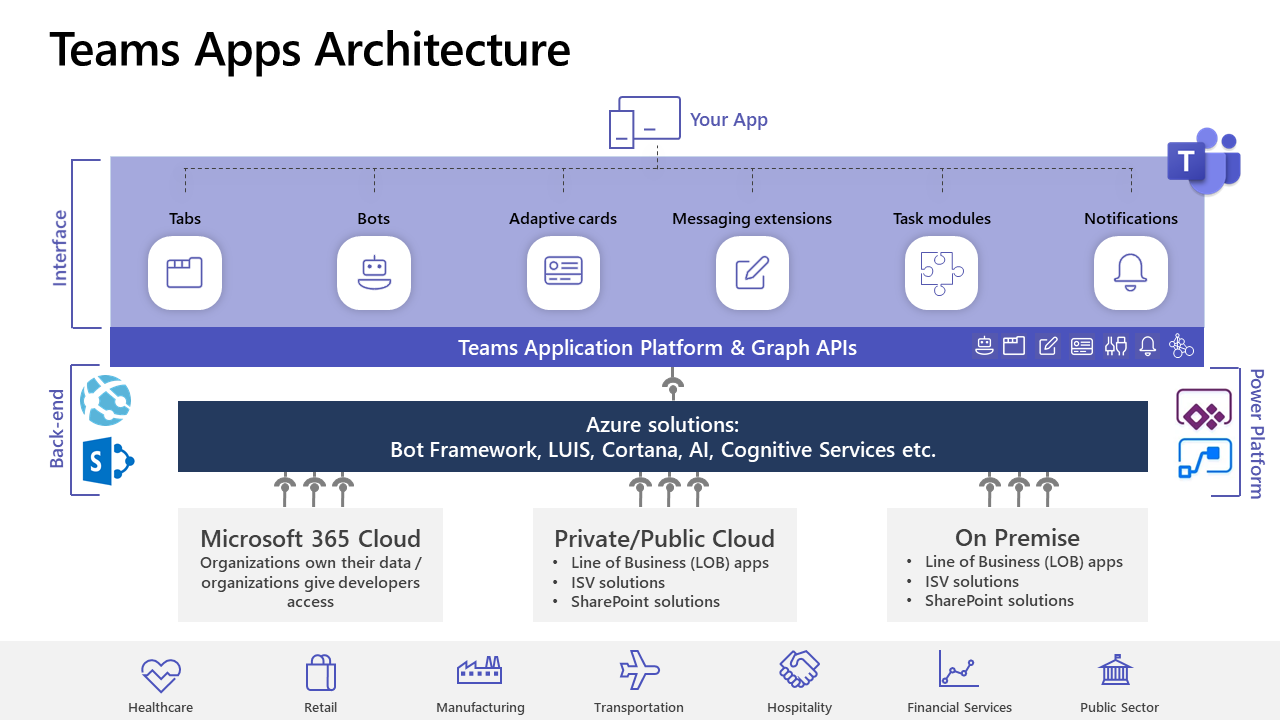 Teams Apps Architecture
Your App
T
Interface
Tabs
Bots
Adaptive cards
Messaging extensions
Task modules
Notifications
Teams Application Platform & Graph APIs
Back-end
S
Power Platform
Azure solutions:
Bot Framework, LUIS, Cortana, AI, Cognitive Services etc.
Microsoft 365 Cloud
Organizations own their data /
organizations give developers
access
Private/Public Cloud
• Line of Business (LOB) apps
• ISV solutions
• SharePoint solutions
On Premise
• Line of Business (LOB) apps
• ISV solutions
• SharePoint solutions
Healthcare
Retail
Manufacturing
Transportation
Hospitality
Financial Services
Public Sector